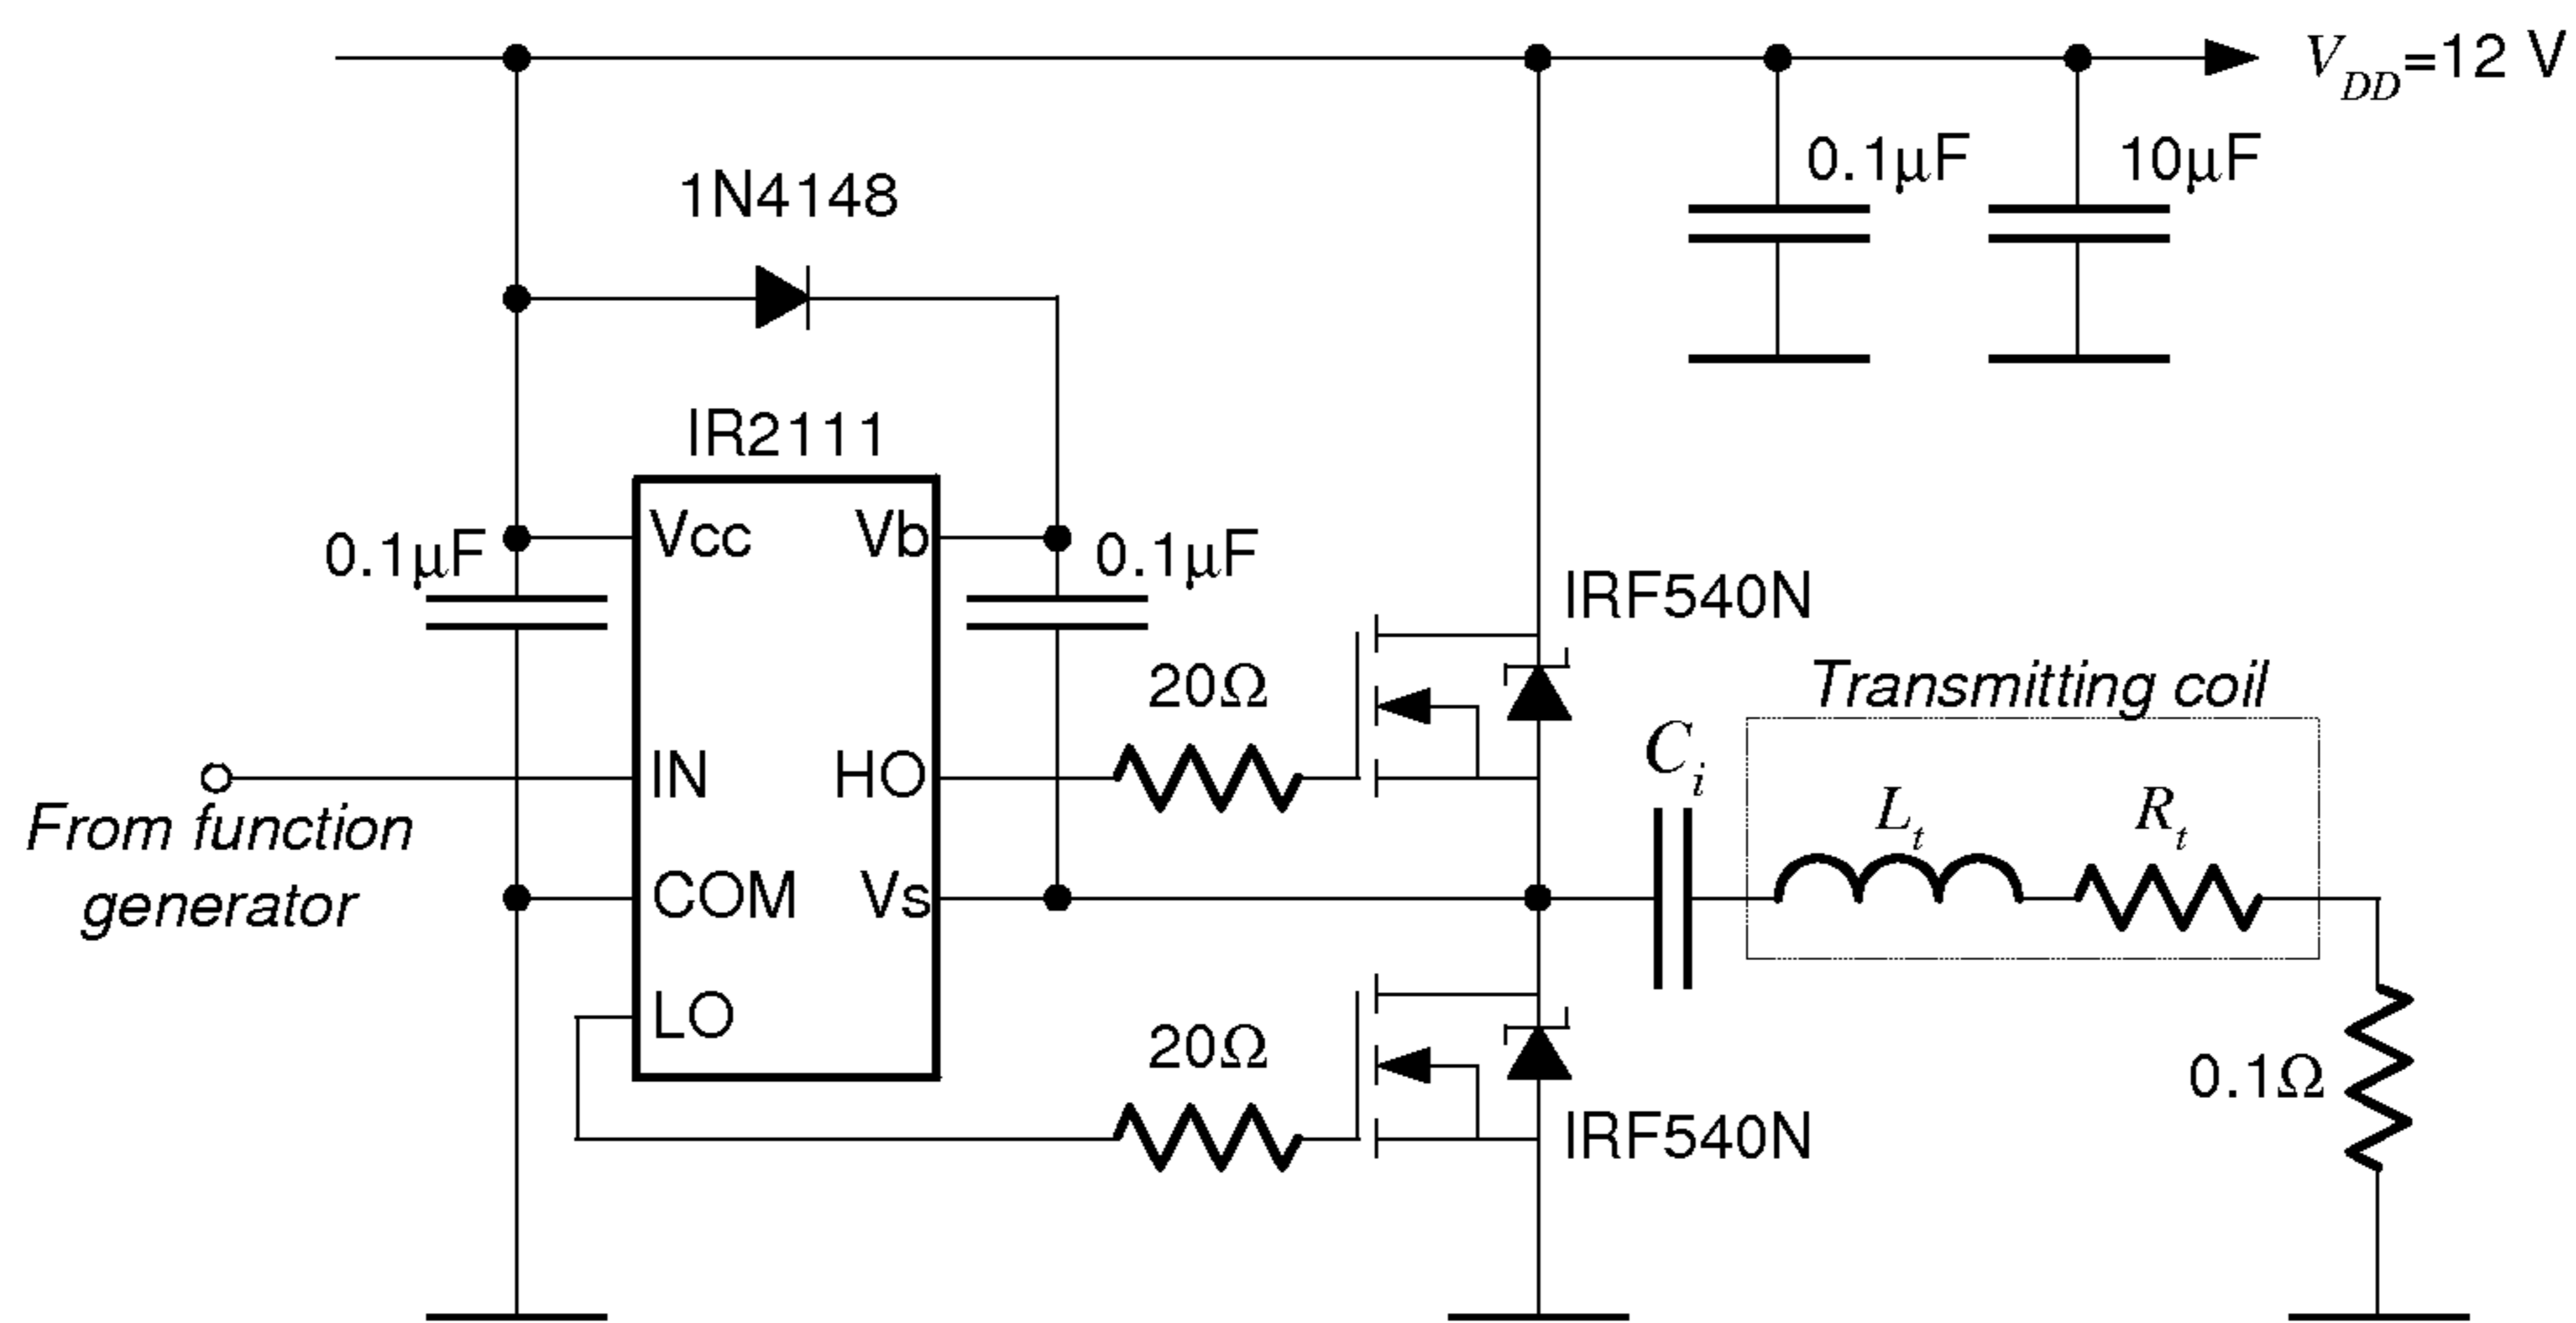 V_DD=12 V
0.1µF
10µF
1N4148
IR2111
Vcc
Vb
0.1µF
0.1µF
IRF540N
20Ω
Transmitting coil
C_i
IN
HO
L_t
R_t
From function
generator
COM
Vs
LO
20Ω
0.1Ω
IRF540N